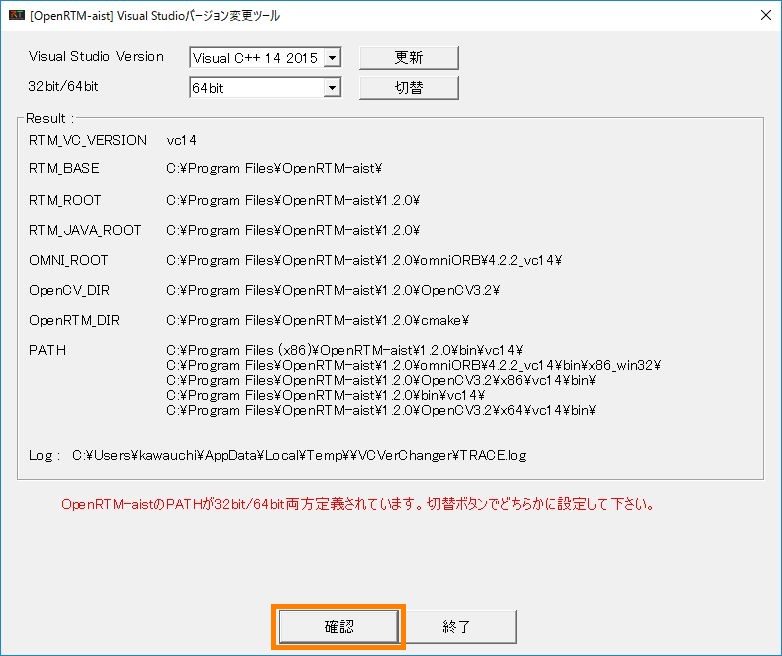 [OpenRTM-aist] Visual Studioバージョン変更ツール
Visual Studio Version Visual C++ 14 2015 更新
32bit/64bit 64bit 切替
Result :
RTM_VC_VERSION vc14
RTM_BASE C:¥Program Files¥OpenRTM-aist¥
RTM_ROOT C:¥Program Files¥OpenRTM-aist¥1.2.0¥
RTM_JAVA_ROOT C:¥Program Files¥OpenRTM-aist¥1.2.0¥
OMNI_ROOT C:¥Program Files¥OpenRTM-aist¥1.2.0¥omniORB¥4.2.2_vc14¥
OpenCV_DIR C:¥Program Files¥OpenRTM-aist¥1.2.0¥OpenCV3.2¥
OpenRTM_DIR C:¥Program Files¥OpenRTM-aist¥1.2.0¥cmake¥
PATH C:¥Program Files (x86)¥OpenRTM-aist¥1.2.0¥bin¥vc14¥
C:¥Program Files¥OpenRTM-aist¥1.2.0¥omniORB¥4.2.2_vc14¥bin¥x86_win32¥
C:¥Program Files¥OpenRTM-aist¥1.2.0¥OpenCV3.2¥x86¥vc14¥bin¥
C:¥Program Files¥OpenRTM-aist¥1.2.0¥bin¥vc14¥
C:¥Program Files¥OpenRTM-aist¥1.2.0¥OpenCV3.2¥x64¥vc14¥bin¥
Log : C:¥Users¥kawauchi¥AppData¥Local¥Temp¥¥VCVerChanger¥TRACE.log
OpenRTM-aistのPATHが32bit/64bit両方定義されています。切替ボタンでどちらかに設定して下さい。
確認 終了